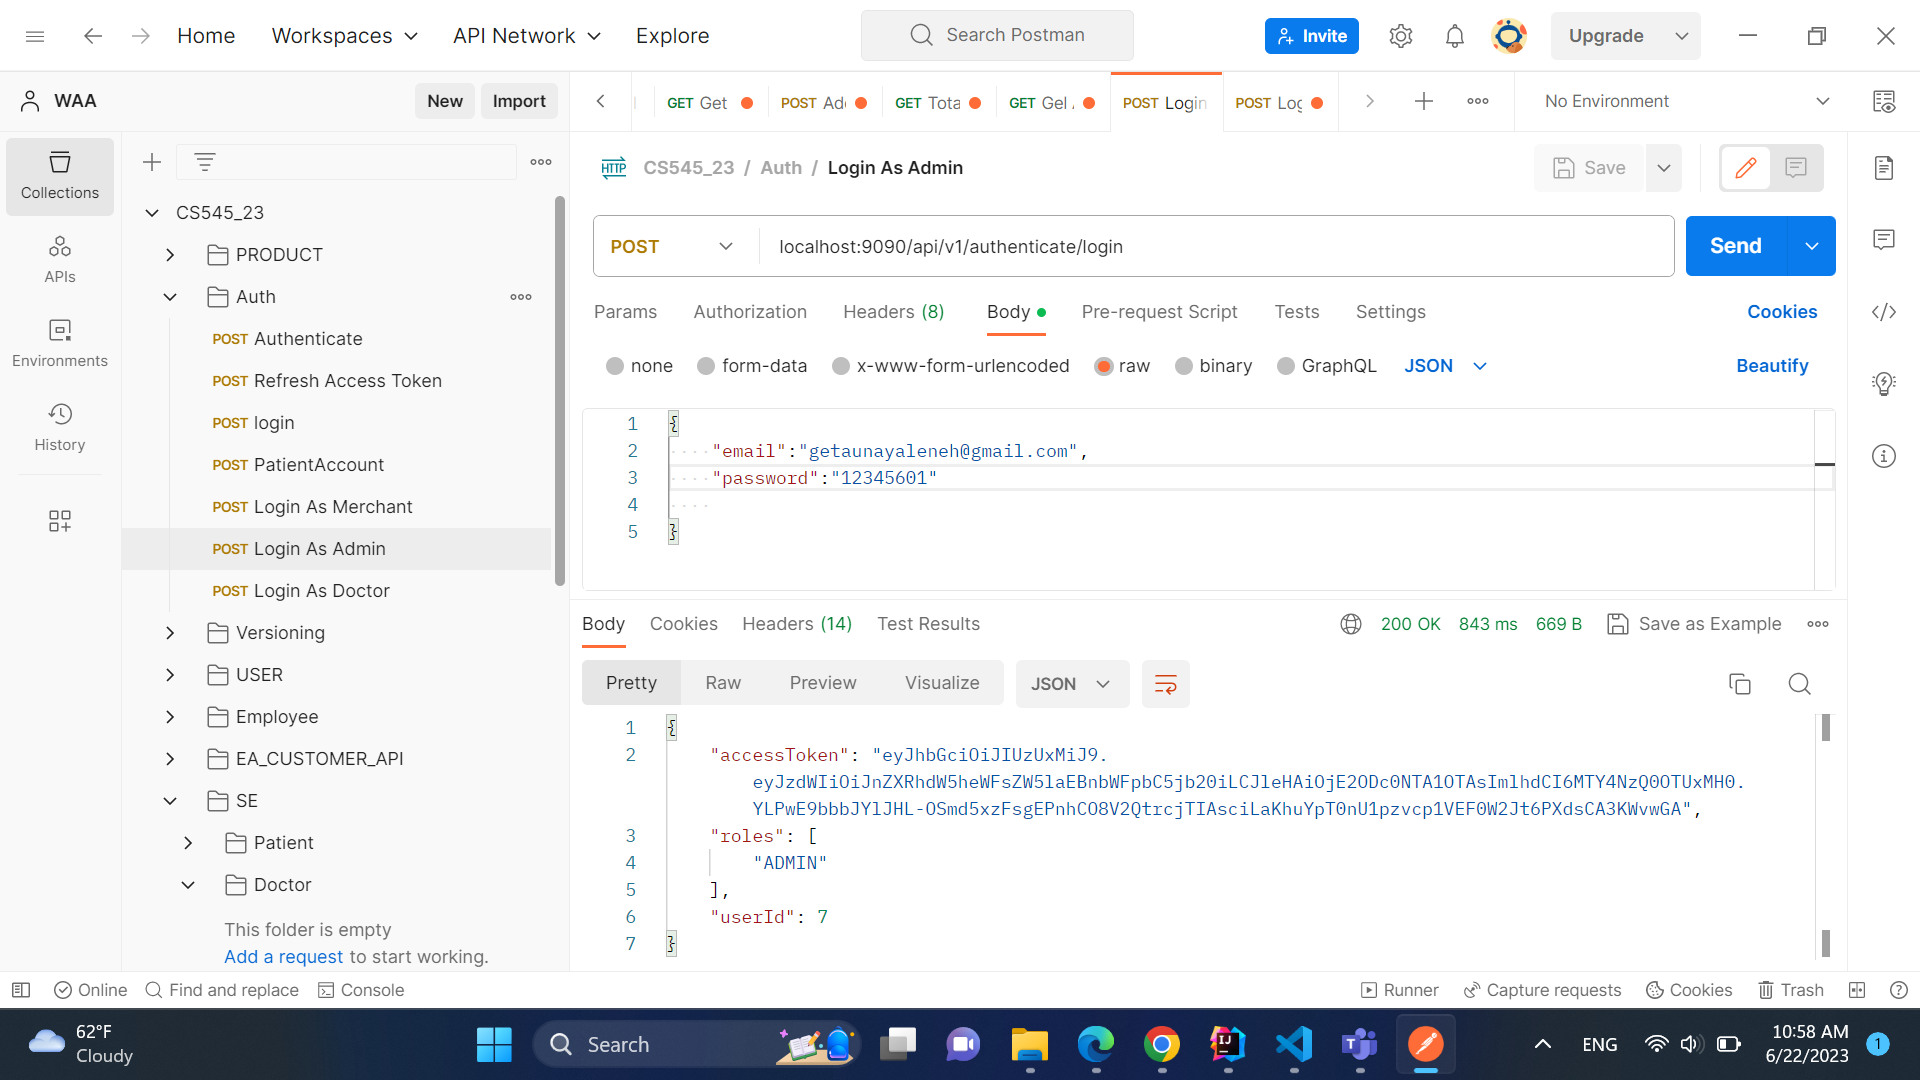 Home
Workspaces
API Network
Explore
Search Postman
Invite
Upgrade
WAA
New
Import
GET Get
POST Ad
GET Tota
GET Gel
POST Login
POST Log
No Environment
Collections
APIs
Environments
History
CS545_23
PRODUCT
Auth
POST Authenticate
POST Refresh Access Token
POST login
POST PatientAccount
POST Login As Merchant
POST Login As Admin
POST Login As Doctor
Versioning
USER
Employee
EA_CUSTOMER_API
SE
Patient
Doctor
This folder is empty
Add a request to start working.
HTTP CS545_23 / Auth / Login As Admin
Save
POST
localhost:9090/api/v1/authenticate/login
Send
Params
Authorization
Headers (8)
Body
Pre-request Script
Tests
Settings
Cookies
none
form-data
x-www-form-urlencoded
raw
binary
GraphQL
JSON
Beautify
1 {
2 "email":"getaunayaleneh@gmail.com",
3 "password":"12345601"
4
5 }
Body
Cookies
Headers (14)
Test Results
200 OK
843 ms
669 B
Save as Example
Pretty
Raw
Preview
Visualize
JSON
1 {
2 "accessToken": "eyJhbGciOiJIUzUxMiJ9.
eyJzdWIiOiJnZXRhdW5heWFsZW5laEBnbWFpbC5jb20iLCJleHAiOjE2ODc0NTA1OTAsImlhdCI6MTY4NzQ0OTUxMH0.
YLPwE9bbbJYlJHL-OSmd5xzFsgEPnhCO8V2QtrcjTIAsciLaKhuYpT0nU1pzvcp1VEF0W2Jt6PXdsCA3KWvwGA",
3 "roles": [
4 "ADMIN"
5 ],
6 "userId": 7
7 }
Online
Find and replace
Console
Runner
Capture requests
Cookies
Trash
62°F
Cloudy
Search
ENG
10:58 AM
6/22/2023
1